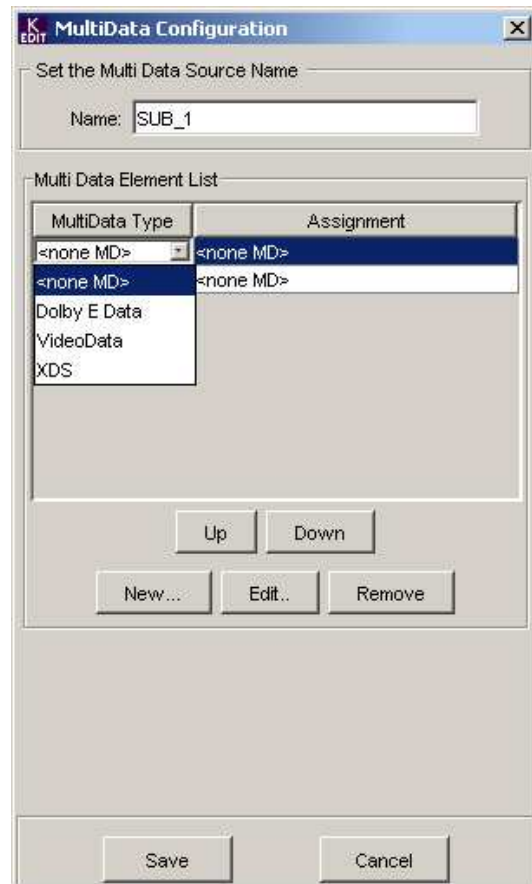 K EDIT MultiData Configuration
Set the Multi Data Source Name
Name: SUB_1
Multi Data Element List
MultiData Type Assignment
<none MD> <none MD>
<none MD> <none MD>
Dolby E Data
VideoData
XDS
Up Down
New... Edit.. Remove
Save Cancel